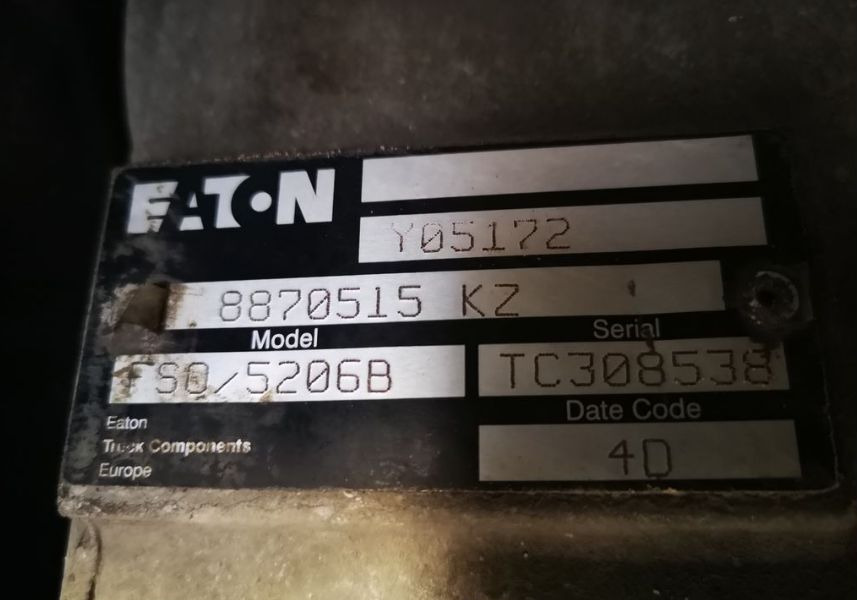 EATON
Y05172
8870515 KZ
Model
Serial
FSO/5206B
TC308538
Date Code
Eaton
Truck Components
Europe
4D